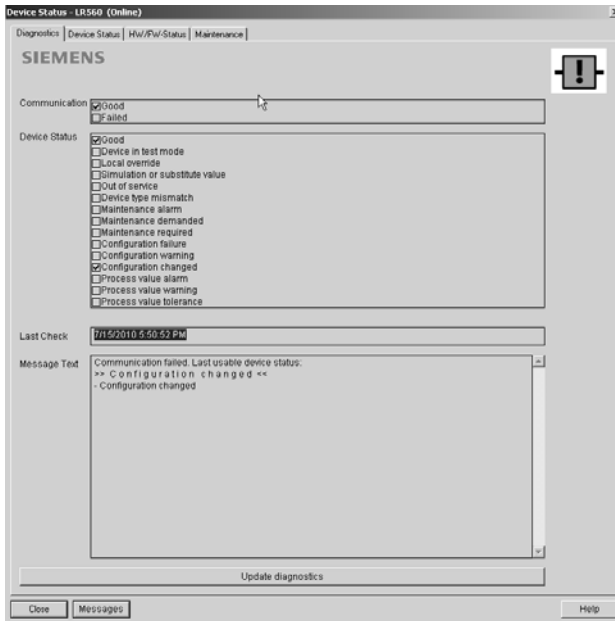 Device Status - LR560 (Online)
Diagnostics | Device Status | HW/FW-Status | Maintenance
SIEMENS
Communication
Good
Failed
Device Status
Good
Device in test mode
Local override
Simulation or substitute value
Out of service
Device type mismatch
Maintenance alarm
Maintenance demanded
Maintenance required
Configuration failure
Configuration warning
Configuration changed
Process value alarm
Process value warning
Process value tolerance
Last Check
7/15/2010 5:50:52 PM
Message Text
Communication failed. Last usable device status:
>> C o n f i g u r a t i o n   c h a n g e d <<
- Configuration changed
Update diagnostics
Close
Messages
Help